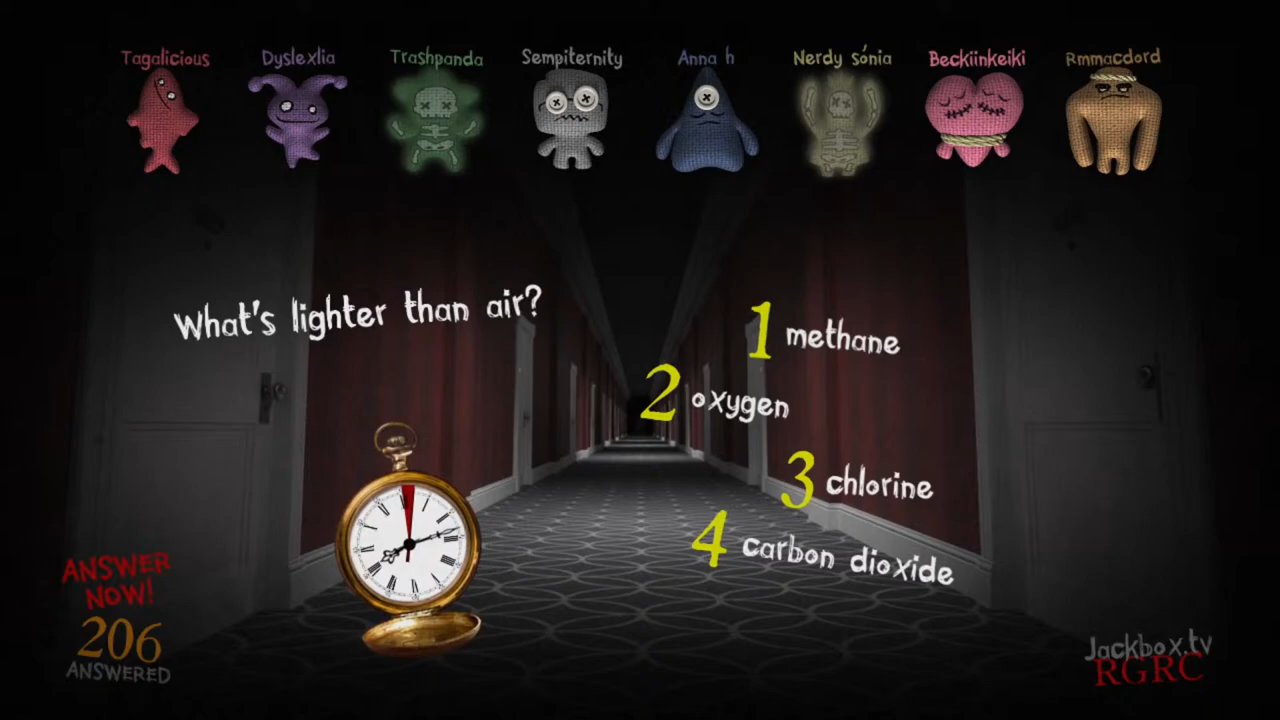 Tagalicious
Dyslexlia
Trashpanda
Sempiternity
Anna h
Nerdy sónia
Beckiinkeiki
Rmmacdord
What's lighter than air?
1 methane
2 oxygen
3 chlorine
4 carbon dioxide
ANSWER
NOW!
206
ANSWERED
Jackbox.tv
RGRC